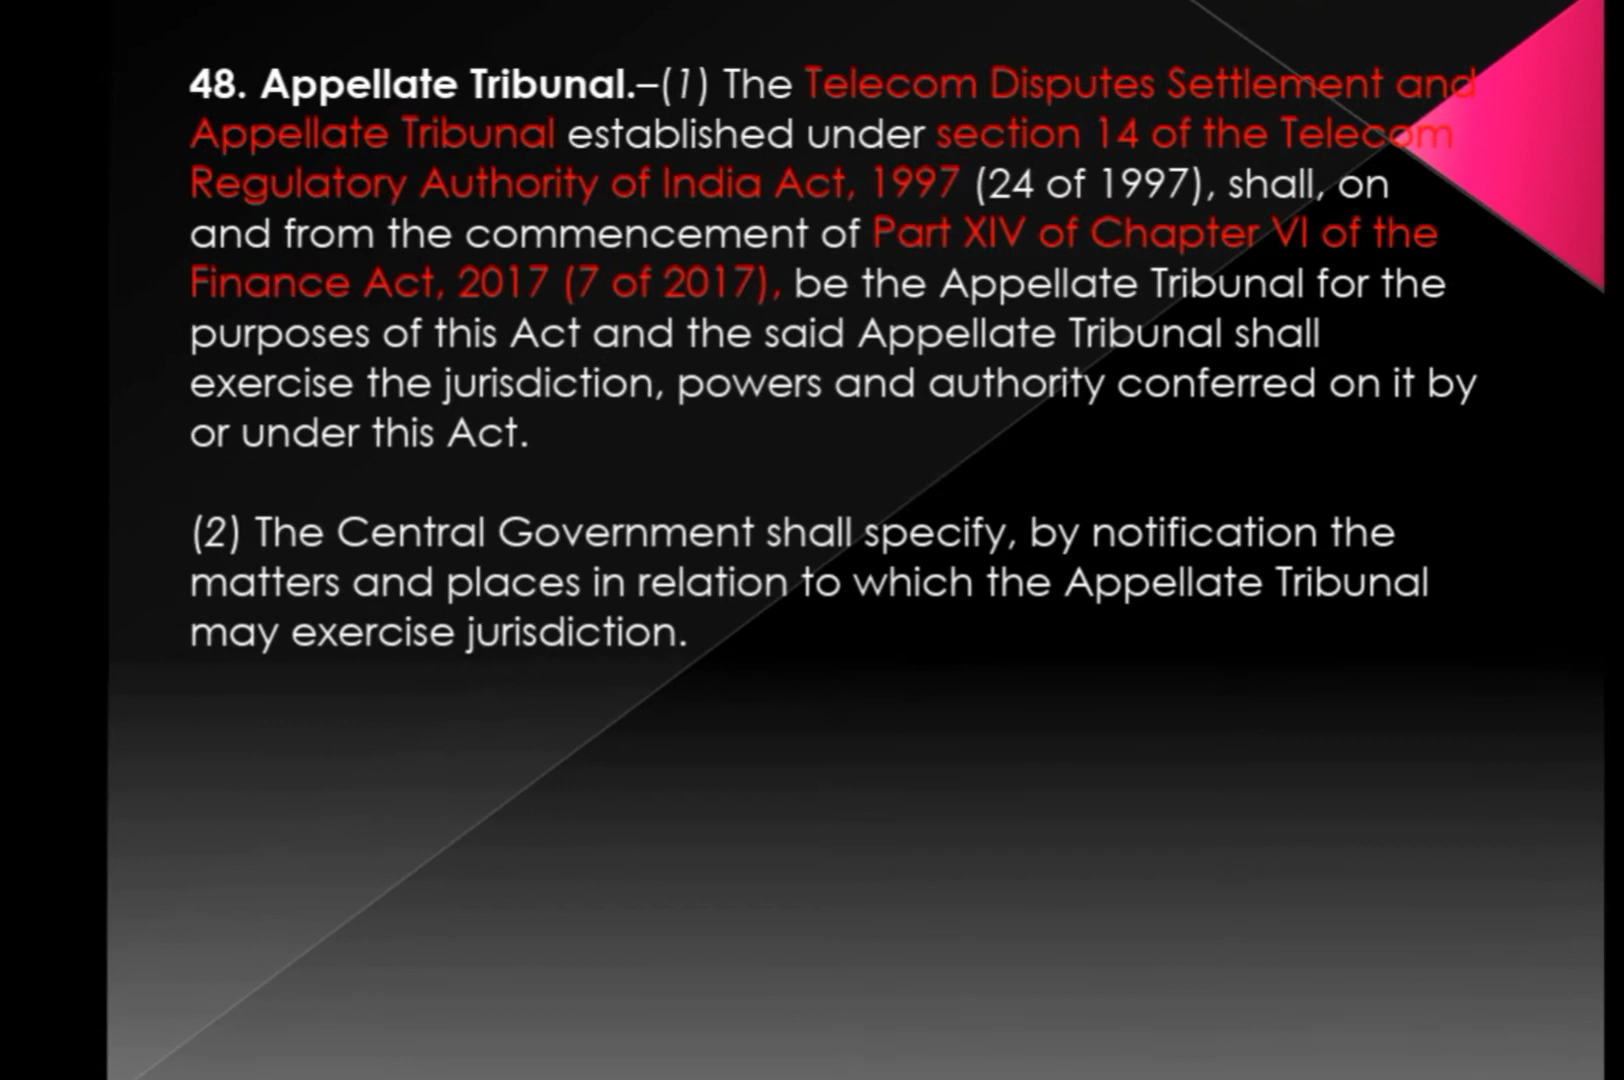 48. Appellate Tribunal.–(1) The Telecom Disputes Settlement and
Appellate Tribunal established under section 14 of the Telecom
Regulatory Authority of India Act, 1997 (24 of 1997), shall, on
and from the commencement of Part XIV of Chapter VI of the
Finance Act, 2017 (7 of 2017), be the Appellate Tribunal for the
purposes of this Act and the said Appellate Tribunal shall
exercise the jurisdiction, powers and authority conferred on it by
or under this Act.
(2) The Central Government shall specify, by notification the
matters and places in relation to which the Appellate Tribunal
may exercise jurisdiction.